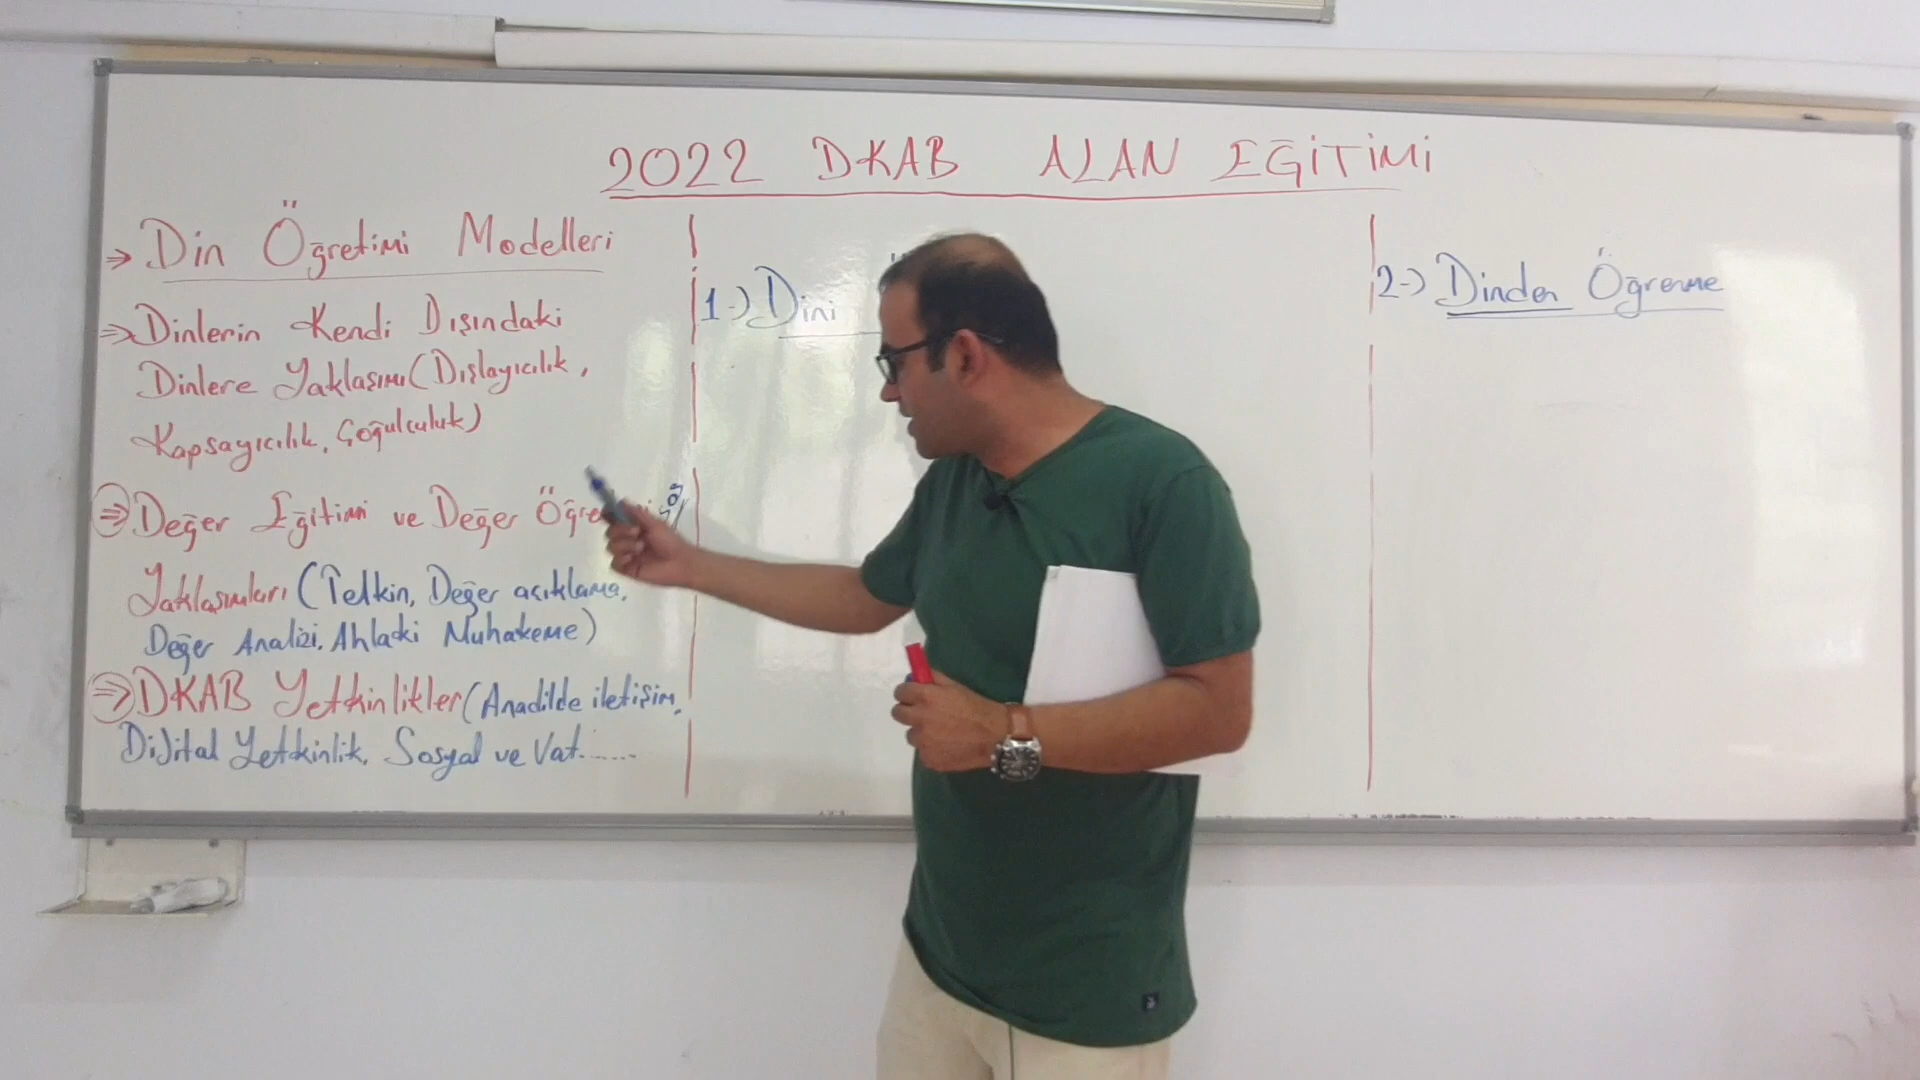 2022 DKAB ALAN EĞİTİMİ
⇒ Din Öğretimi Modelleri
⇒ Dinlerin Kendi Dışındaki
Dinlere Yaklaşımı (Dışlayıcılık,
Kapsayıcılık, Çoğulculuk)
⇒ Değer Eğitimi ve Değer
Yaklaşımları (Telkin, Değer açıklama,
Değer Analizi, Ahlaki Muhakeme)
⇒ DKAB Yetkinlikler (Anadilde iletişim,
Dijital Yetkinlik, Sosyal ve Vat.......
1-) Dini
2-) Dinden Öğrenme